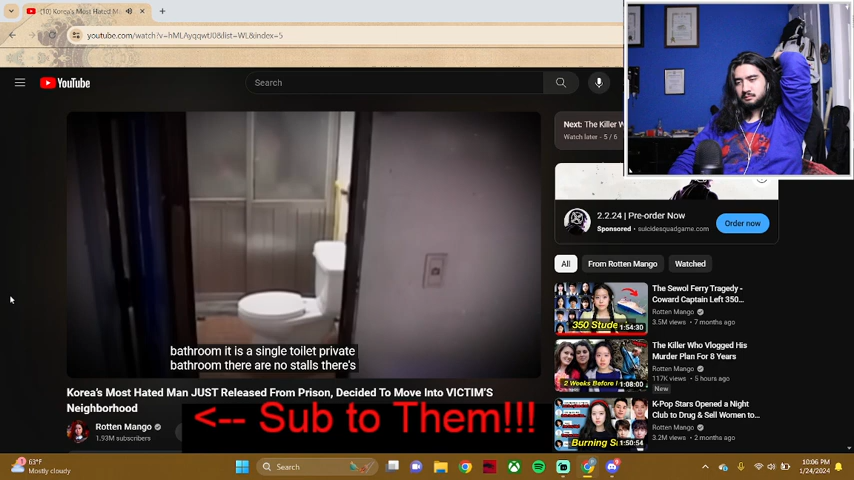 (10) Korea's Most Hated M
youtube.com/watch?v=hMLAyqqwtJ0&list=WL&index=5
YouTube
Search
bathroom it is a single toilet private
bathroom there are no stalls there's
Korea's Most Hated Man JUST Released From Prison, Decided To Move Into VICTIM'S
Neighborhood
Rotten Mango
1.93M subscribers
<-- Sub to Them!!!
Next: The Killer W
Watch later - 5 / 6
2.2.24 | Pre-order Now
Sponsored · suicidesquadgame.com
Order now
All
From Rotten Mango
Watched
350 Stude
1:54:30
The Sewol Ferry Tragedy -
Coward Captain Left 350...
Rotten Mango
3.5M views · 7 months ago
2 Weeks Before
1:08:00
The Killer Who Vlogged His
Murder Plan For 8 Years
Rotten Mango
117K views · 5 hours ago
New
Burning S
1:50:54
K-Pop Stars Opened a Night
Club to Drug & Sell Women to...
Rotten Mango
3.2M views · 2 months ago
63°F
Mostly cloudy
Search
10:06 PM
1/24/2024